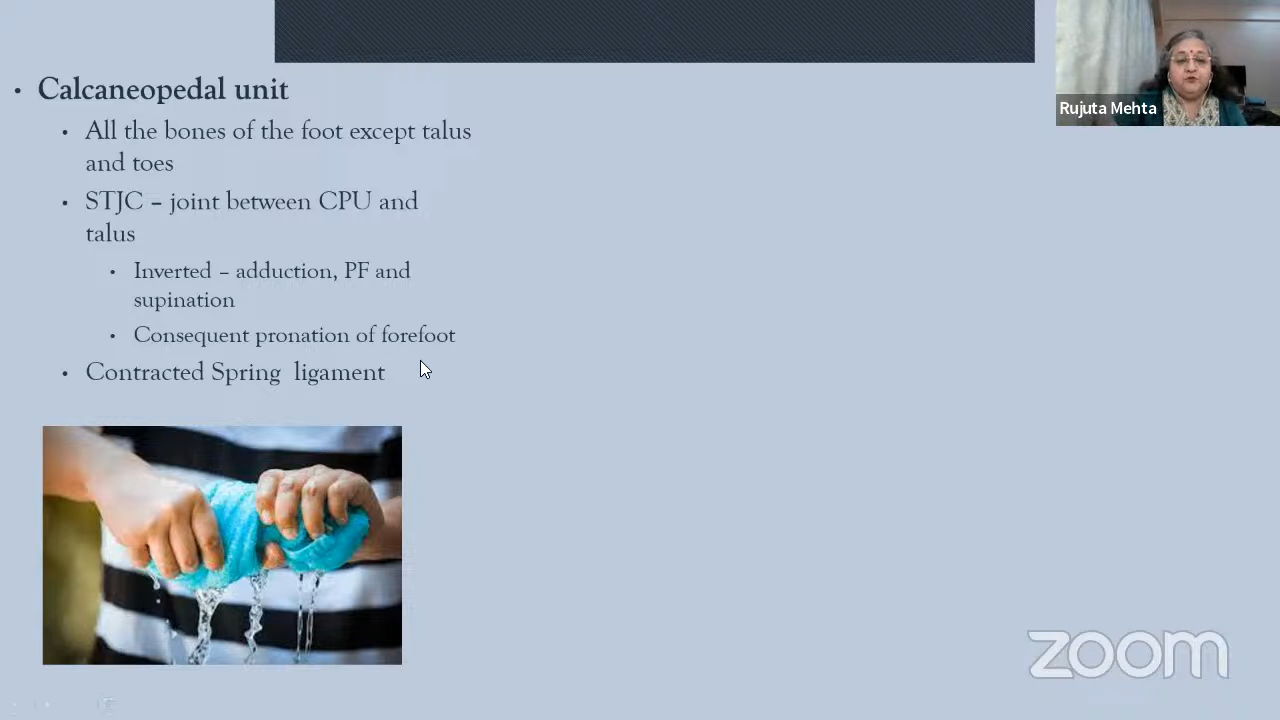 Calcaneopedal unit
All the bones of the foot except talus
and toes
STJC – joint between CPU and
talus
Inverted – adduction, PF and
supination
Consequent pronation of forefoot
Contracted Spring ligament
Rujuta Mehta
zoom